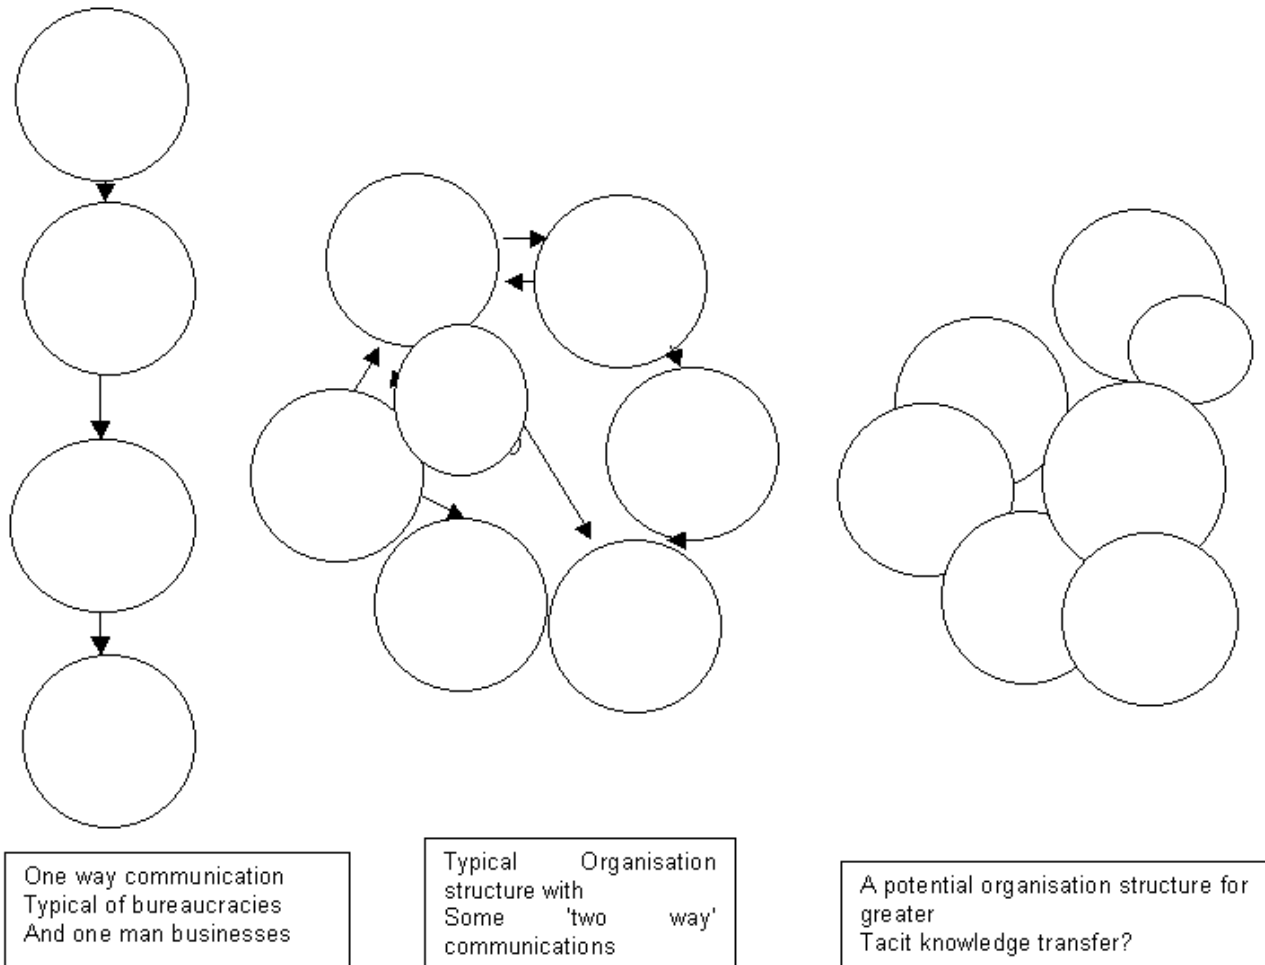 One way communication
Typical of bureaucracies
And one man businesses
Typical Organisation
structure with
Some 'two way'
communications
A potential organisation structure for
greater
Tacit knowledge transfer?